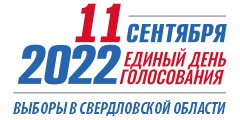 11 СЕНТЯБРЯ
2022 ЕДИНЫЙ ДЕНЬ
ГОЛОСОВАНИЯ
ВЫБОРЫ В СВЕРДЛОВСКОЙ ОБЛАСТИ